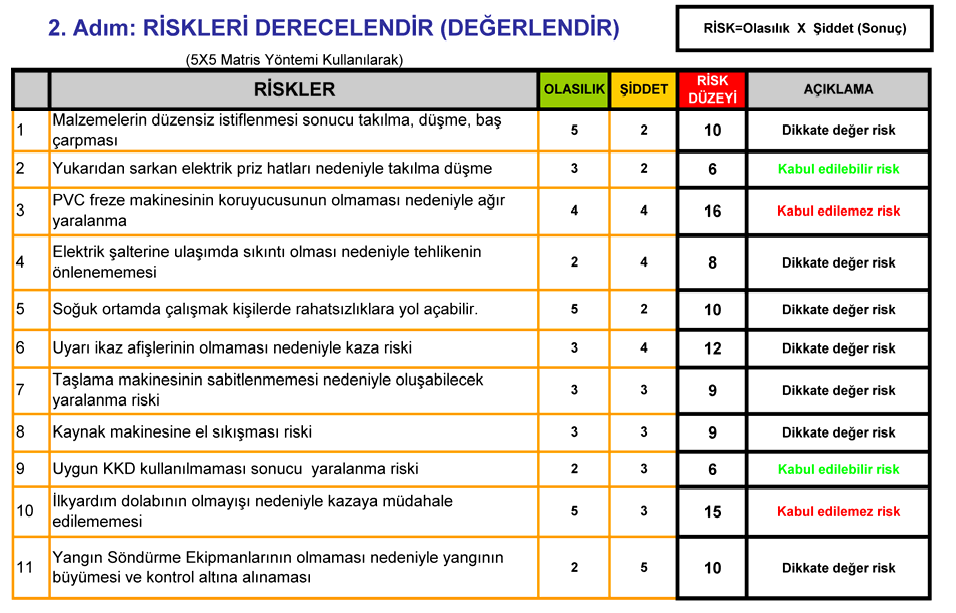 2. Adım: RİSKLERİ DERECELENDİR (DEĞERLENDİR)
RİSK=Olasılık X Şiddet (Sonuç)
(5X5 Matris Yöntemi Kullanılarak)
RİSKLER OLASILIK ŞİDDET RİSK DÜZEYİ AÇIKLAMA
1 Malzemelerin düzensiz istiflenmesi sonucu takılma, düşme, baş
çarpması 5 2 10 Dikkate değer risk
2 Yukarıdan sarkan elektrik priz hatları nedeniyle takılma düşme 3 2 6 Kabul edilebilir risk
3 PVC freze makinesinin koruyucusunun olmaması nedeniyle ağır
yaralanma 4 4 16 Kabul edilemez risk
4 Elektrik şalterine ulaşımda sıkıntı olması nedeniyle tehlikenin
önlenememesi 2 4 8 Dikkate değer risk
5 Soğuk ortamda çalışmak kişilerde rahatsızlıklara yol açabilir. 5 2 10 Dikkate değer risk
6 Uyarı ikaz afişlerinin olmaması nedeniyle kaza riski 3 4 12 Dikkate değer risk
7 Taşlama makinesinin sabitlenmemesi nedeniyle oluşabilecek
yaralanma riski 3 3 9 Dikkate değer risk
8 Kaynak makinesine el sıkışması riski 3 3 9 Dikkate değer risk
9 Uygun KKD kullanılmaması sonucu yaralanma riski 2 3 6 Kabul edilebilir risk
10 İlkyardım dolabının olmayışı nedeniyle kazaya müdahale
edilememesi 5 3 15 Kabul edilemez risk
11 Yangın Söndürme Ekipmanlarının olmaması nedeniyle yangının
büyümesi ve kontrol altına alınaması 2 5 10 Dikkate değer risk